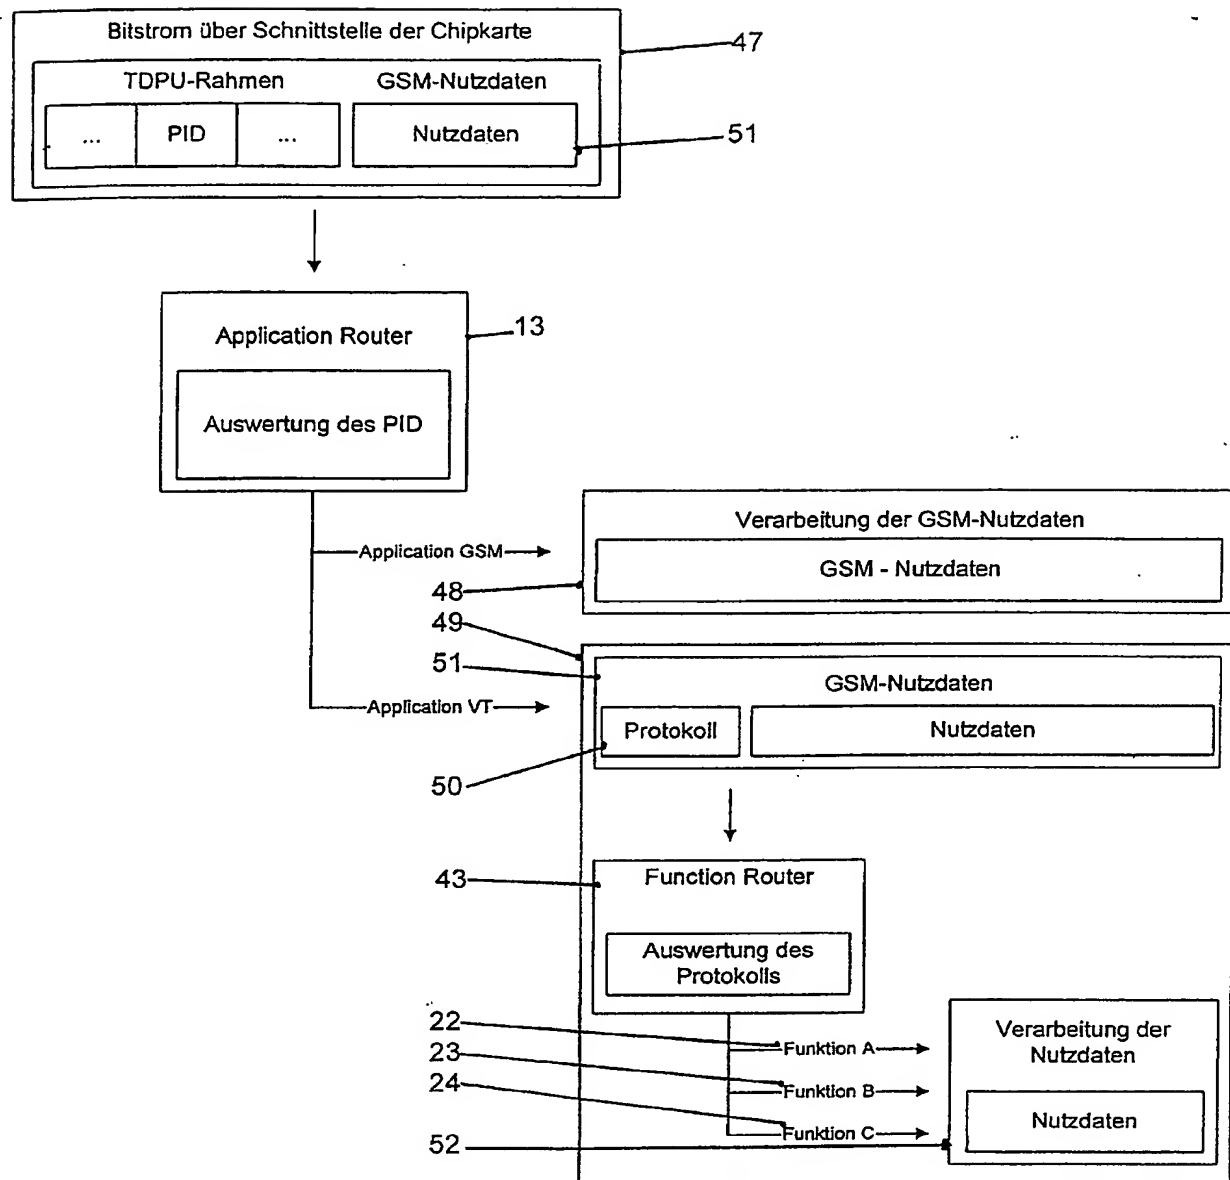 Bitstrom über Schnittstelle der Chipkarte
47
TDPU-Rahmen
GSM-Nutzdaten
...
PID
...
Nutzdaten
51
Application Router
13
Auswertung des PID
Application GSM
Verarbeitung der GSM-Nutzdaten
GSM - Nutzdaten
48
49
51
GSM-Nutzdaten
Application VT
Protokoll
Nutzdaten
50
43
Function Router
Auswertung des
Protokolls
22
Funktion A
23
Funktion B
24
Funktion C
52
Verarbeitung der
Nutzdaten
Nutzdaten